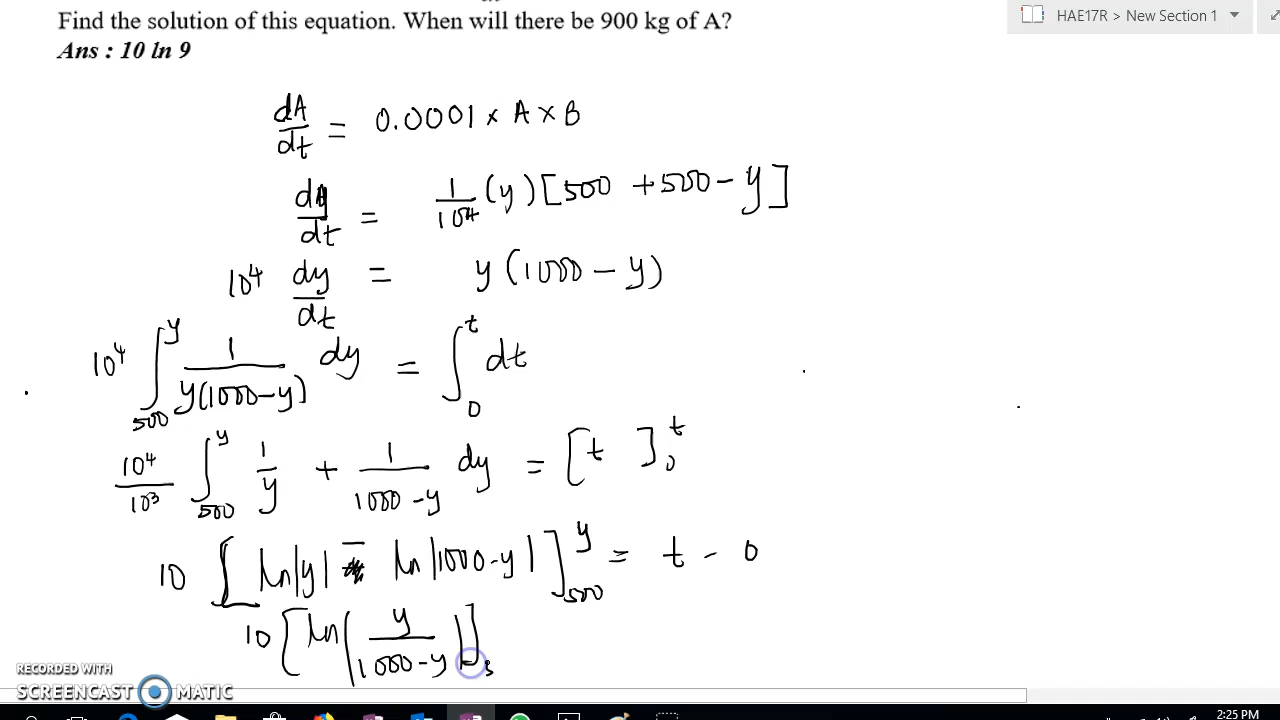 Find the solution of this equation. When will there be 900 kg of A?
HAE17R > New Section 1
Ans : 10 ln 9
dA/dt = 0.0001 × A × B
dy/dt = 1/10⁴ (y) [500 + 500 - y]
10⁴ dy/dt = y (1000 - y)
10⁴ ∫₅₀₀^y 1/y(1000-y) dy = ∫₀^t dt
10⁴/10³ ∫₅₀₀^y 1/y + 1/1000-y dy = [t]₀^t
10 [ln|y| - ln|1000-y|]₅₀₀^y = t - 0
10 [ln|y/1000-y|]
RECORDED WITH
SCREENCAST MATIC
2:25 PM